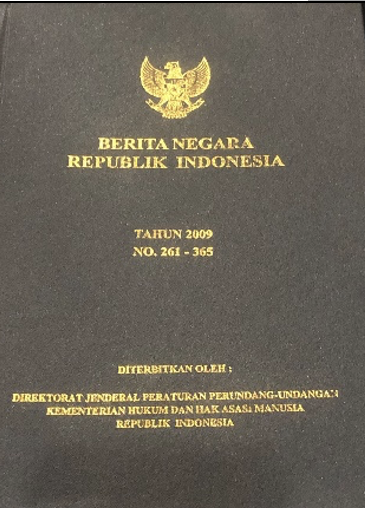 BERITA NEGARA
REPUBLIK INDONESIA
TAHUN 2009
NO. 261 - 365
DITERBITKAN OLEH :
DIREKTORAT JENDERAL PERATURAN PERUNDANG-UNDANGAN
KEMENTERIAN HUKUM DAN HAK ASASI MANUSIA
REPUBLIK INDONESIA